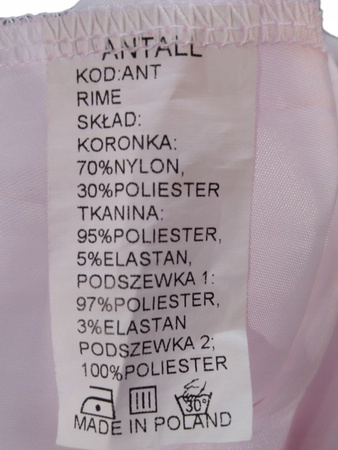 ANTALL
KOD:ANT
RIME
SKŁAD:
KORONKA:
70%NYLON,
30%POLIESTER
TKANINA:
95%POLIESTER,
5%ELASTAN,
PODSZEWKA 1:
97%POLIESTER,
3%ELASTAN
PODSZEWKA 2;
100%POLIESTER
30°
MADE IN POLAND